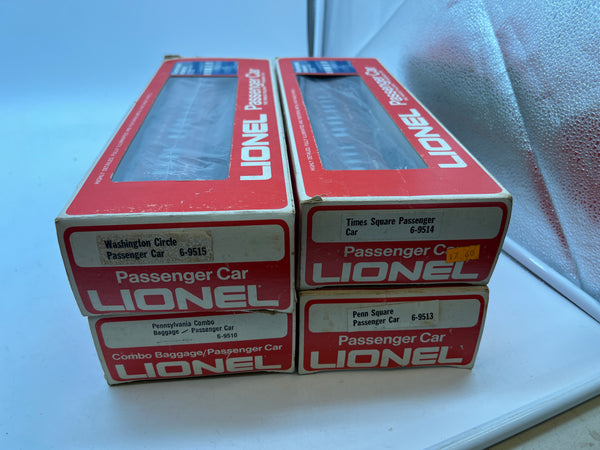 LIONEL Passenger Car
LIONEL Passenger Car
Washington Circle
Passenger Car 6-9515
Passenger Car
LIONEL
Times Square Passenger
Car 6-9514
Passenger Car
LIONEL
Pennsylvania Combo
Baggage / Passenger Car
6-9510
Combo Baggage/Passenger Car
LIONEL
Penn Square
Passenger Car 6-9513
Passenger Car
LIONEL